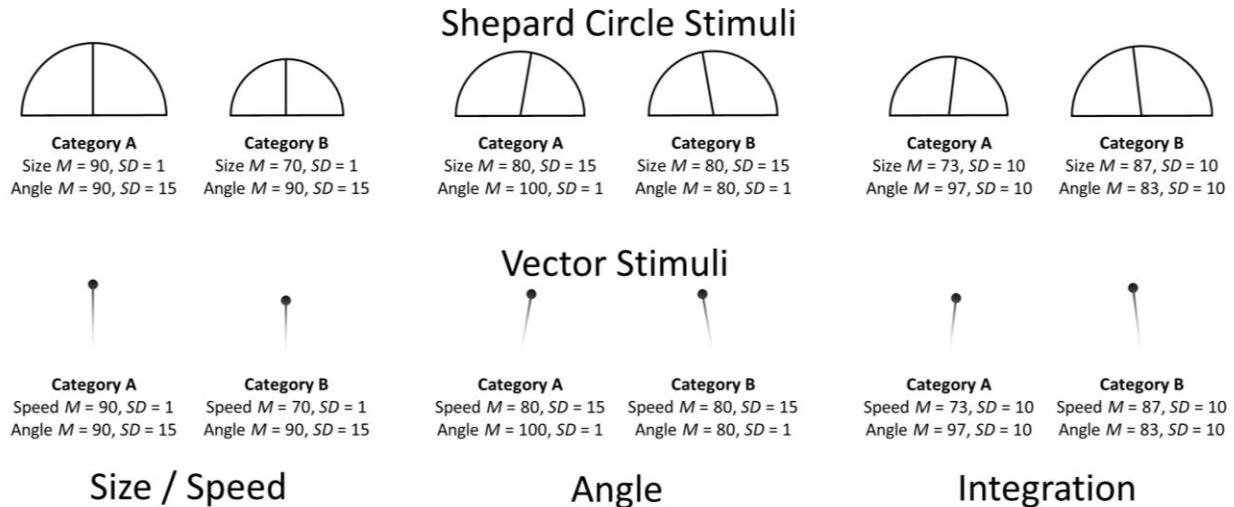 Shepard Circle Stimuli
Category A
Size M = 90, SD = 1
Angle M = 90, SD = 15
Category B
Size M = 70, SD = 1
Angle M = 90, SD = 15
Category A
Size M = 80, SD = 15
Angle M = 100, SD = 1
Category B
Size M = 80, SD = 15
Angle M = 80, SD = 1
Category A
Size M = 73, SD = 10
Angle M = 97, SD = 10
Category B
Size M = 87, SD = 10
Angle M = 83, SD = 10
Vector Stimuli
Category A
Speed M = 90, SD = 1
Angle M = 90, SD = 15
Category B
Speed M = 70, SD = 1
Angle M = 90, SD = 15
Category A
Speed M = 80, SD = 15
Angle M = 100, SD = 1
Category B
Speed M = 80, SD = 15
Angle M = 80, SD = 1
Category A
Speed M = 73, SD = 10
Angle M = 97, SD = 10
Category B
Speed M = 87, SD = 10
Angle M = 83, SD = 10
Size / Speed
Angle
Integration